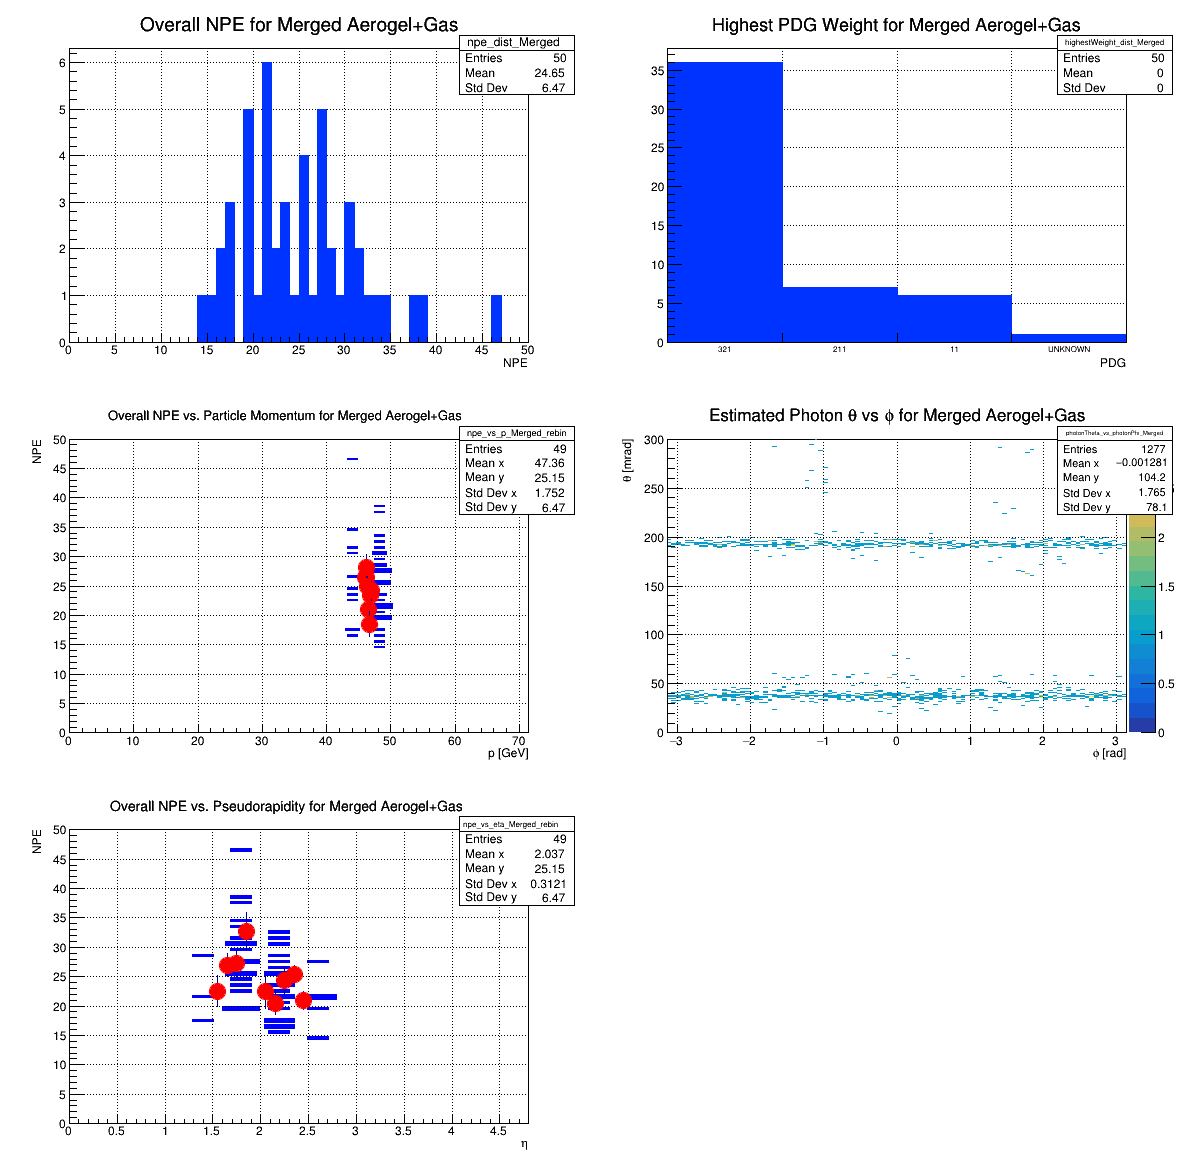 Overall NPE for Merged Aerogel+Gas
npe_dist_Merged
Entries 50
Mean 24.65
Std Dev 6.47
6
5
4
3
2
1
0
0 5 10 15 20 25 30 35 40 45 50
NPE
Highest PDG Weight for Merged Aerogel+Gas
highestWeight_dist_Merged
Entries 50
Mean 0
Std Dev 0
35
30
25
20
15
10
5
0
321 211 11 UNKNOWN
PDG
Overall NPE vs. Particle Momentum for Merged Aerogel+Gas
npe_vs_p_Merged_rebin
Entries 49
Mean x 47.36
Mean y 25.15
Std Dev x 1.752
Std Dev y 6.47
NPE
50
45
40
35
30
25
20
15
10
5
0
0 10 20 30 40 50 60 70
p [GeV]
Estimated Photon θ vs ϕ for Merged Aerogel+Gas
photonTheta_vs_photonPhi_Merged
Entries 1277
Mean x −0.001281
Mean y 104.2
Std Dev x 1.765
Std Dev y 78.1
θ [mrad]
300
250
200
150
100
50
0
−3 −2 −1 0 1 2 3
ϕ [rad]
2
1.5
1
0.5
0
Overall NPE vs. Pseudorapidity for Merged Aerogel+Gas
npe_vs_eta_Merged_rebin
Entries 49
Mean x 2.037
Mean y 25.15
Std Dev x 0.3121
Std Dev y 6.47
NPE
50
45
40
35
30
25
20
15
10
5
0
0 0.5 1 1.5 2 2.5 3 3.5 4 4.5
η